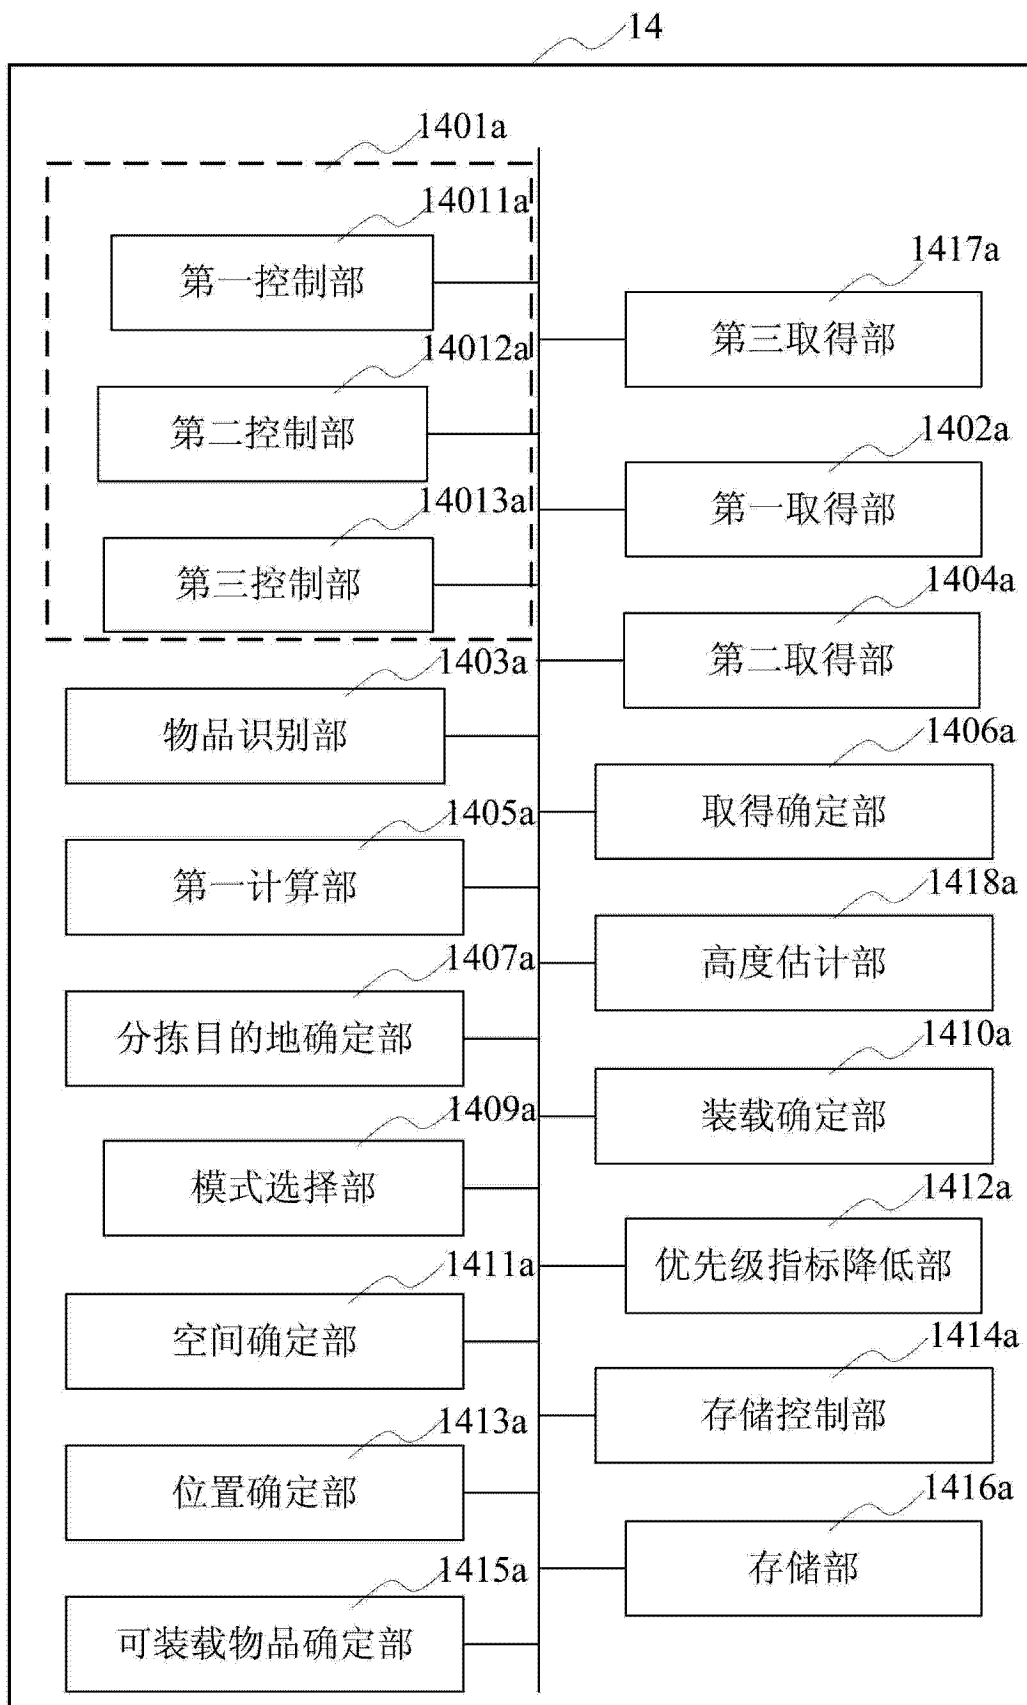 14
1401a
14011a
第一控制部
1417a
第三取得部
14012a
第二控制部
1402a
第一取得部
14013a
第三控制部
1404a
第二取得部
1403a
物品识别部
1406a
取得确定部
1405a
第一计算部
1418a
高度估计部
1407a
分拣目的地确定部
1410a
装载确定部
1409a
模式选择部
1412a
优先级指标降低部
1411a
空间确定部
1414a
存储控制部
1413a
位置确定部
1416a
存储部
1415a
可装载物品确定部